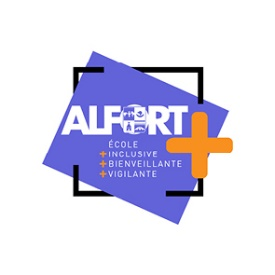 ALFORT+
ÉCOLE
+INCLUSIVE
+BIENVEILLANTE
+VIGILANTE